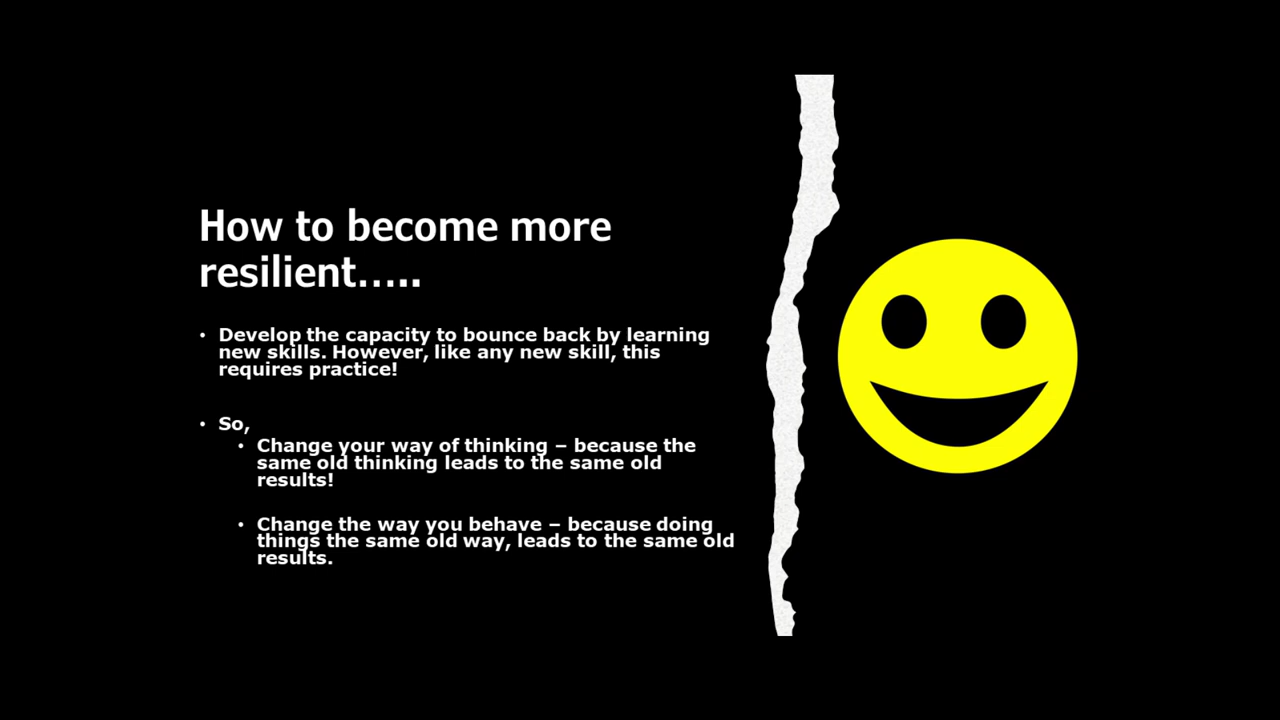 How to become more
resilient.....
• Develop the capacity to bounce back by learning
new skills. However, like any new skill, this
requires practice!
• So,
• Change your way of thinking – because the
same old thinking leads to the same old
results!
• Change the way you behave – because doing
things the same old way, leads to the same old
results.